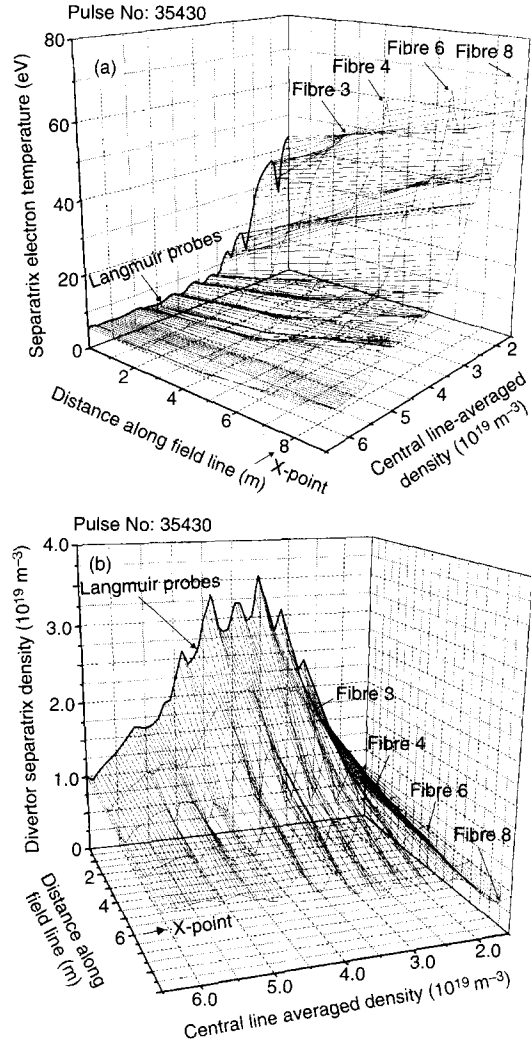 Pulse No: 35430
(a)
Separatrix electron temperature (eV)
80
60
40
20
0
Fibre 8
Fibre 6
Fibre 4
Fibre 3
Langmuir probes
2
4
6
8
Distance along field line (m)
X-point
2
3
4
5
6
Central line-averaged
density (10¹⁹ m⁻³)
Pulse No: 35430
(b)
Divertor separatrix density (10¹⁹ m⁻³)
4.0
3.0
2.0
1.0
0
Langmuir probes
Fibre 3
Fibre 4
Fibre 6
Fibre 8
2
4
6
Distance along
field line (m)
X-point
6.0
5.0
4.0
3.0
2.0
Central line averaged density (10¹⁹ m⁻³)